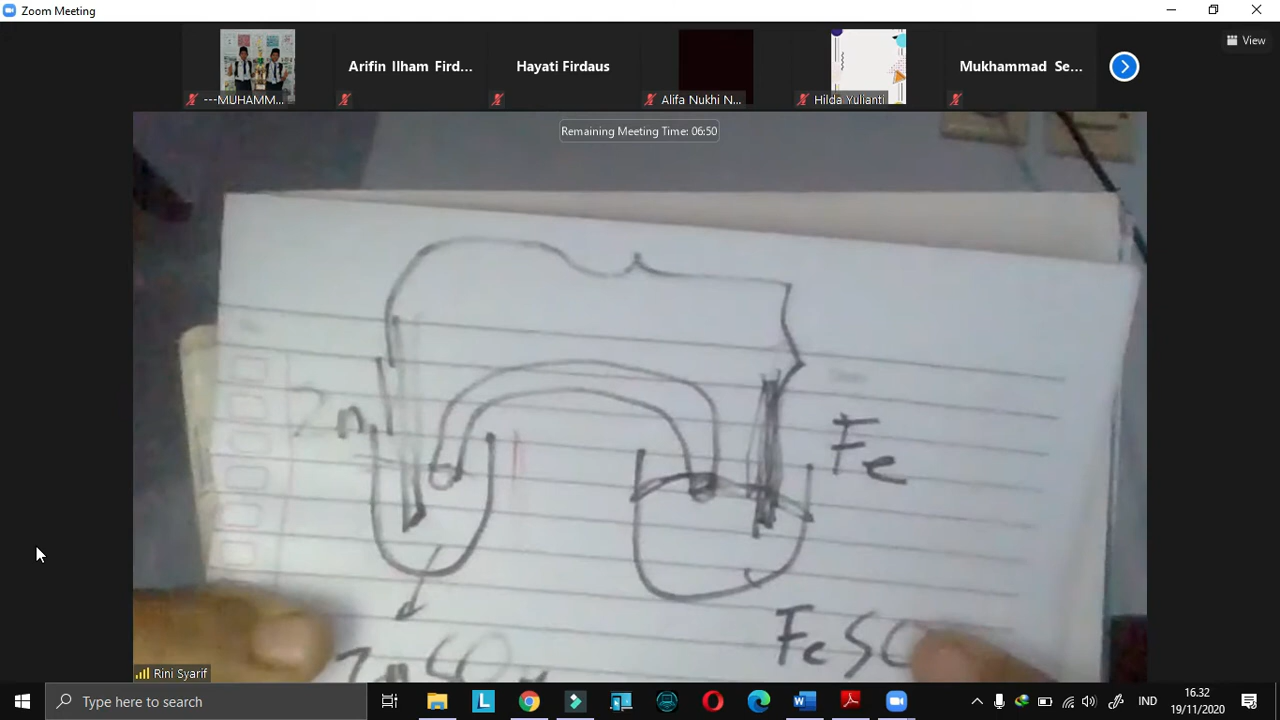 Zoom Meeting
View
Arifin Ilham Fird...
Hayati Firdaus
Mukhammad Se...
---MUHAMM...
Alifa Nukhi N...
Hilda Yulianti
Remaining Meeting Time: 06:50
Zn
Fe
FeSO
ZnSO4
Rini Syarif
Type here to search
IND
16.32
19/11/2020